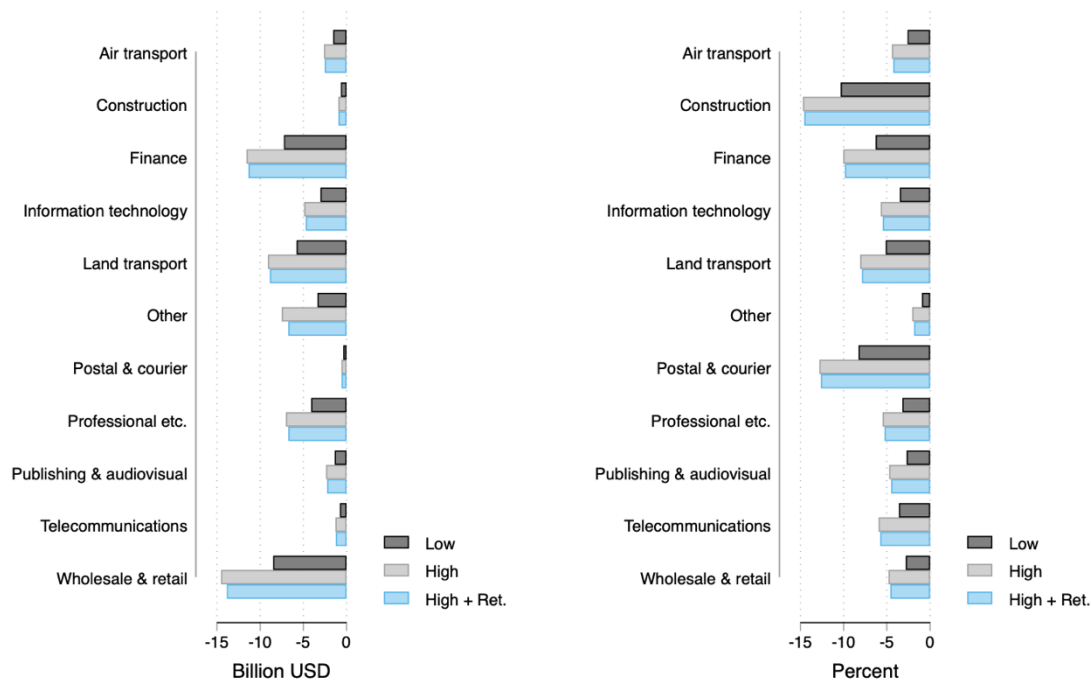 Air transport
Construction
Finance
Information technology
Land transport
Other
Postal & courier
Professional etc.
Publishing & audiovisual
Telecommunications
Wholesale & retail
Low
High
High + Ret.
-15 -10 -5 0
Billion USD
Air transport
Construction
Finance
Information technology
Land transport
Other
Postal & courier
Professional etc.
Publishing & audiovisual
Telecommunications
Wholesale & retail
Low
High
High + Ret.
-15 -10 -5 0
Percent